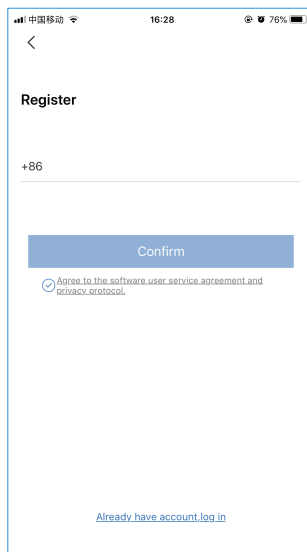 中国移动 16:28 76%
Register
+86
Confirm
Agree to the software user service agreement and
privacy protocol.
Already have account,log in